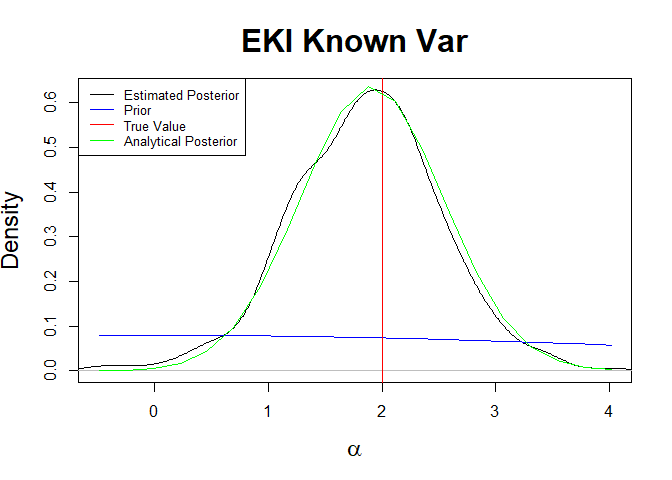 EKI Known Var
Estimated Posterior
Prior
True Value
Analytical Posterior
Density
0.0 0.1 0.2 0.3 0.4 0.5 0.6
0 1 2 3 4
α